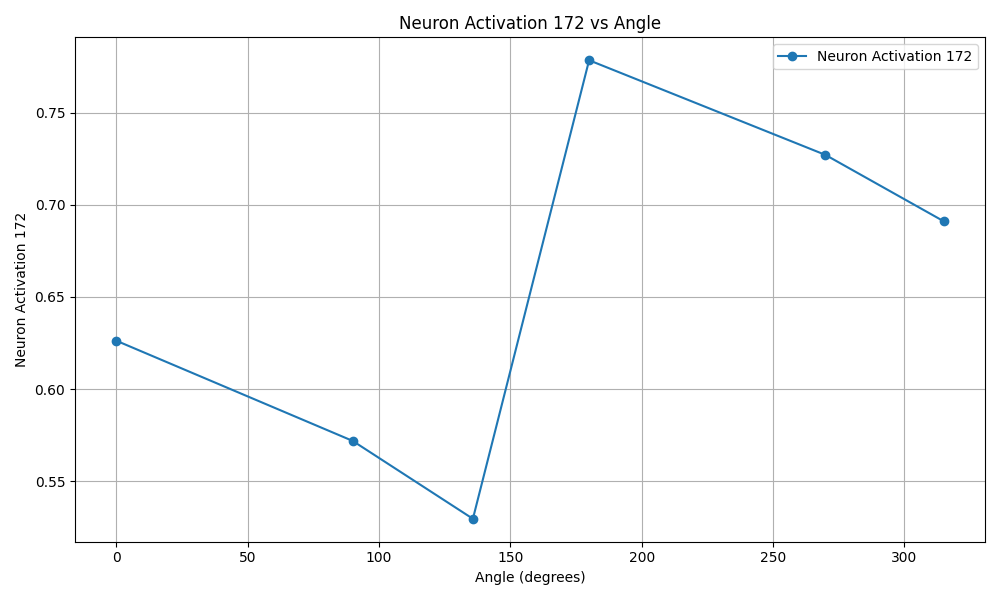 Neuron Activation 172 vs Angle
Neuron Activation 172
0.75
0.70
0.65
0.60
0.55
Neuron Activation 172
0 50 100 150 200 250 300
Angle (degrees)